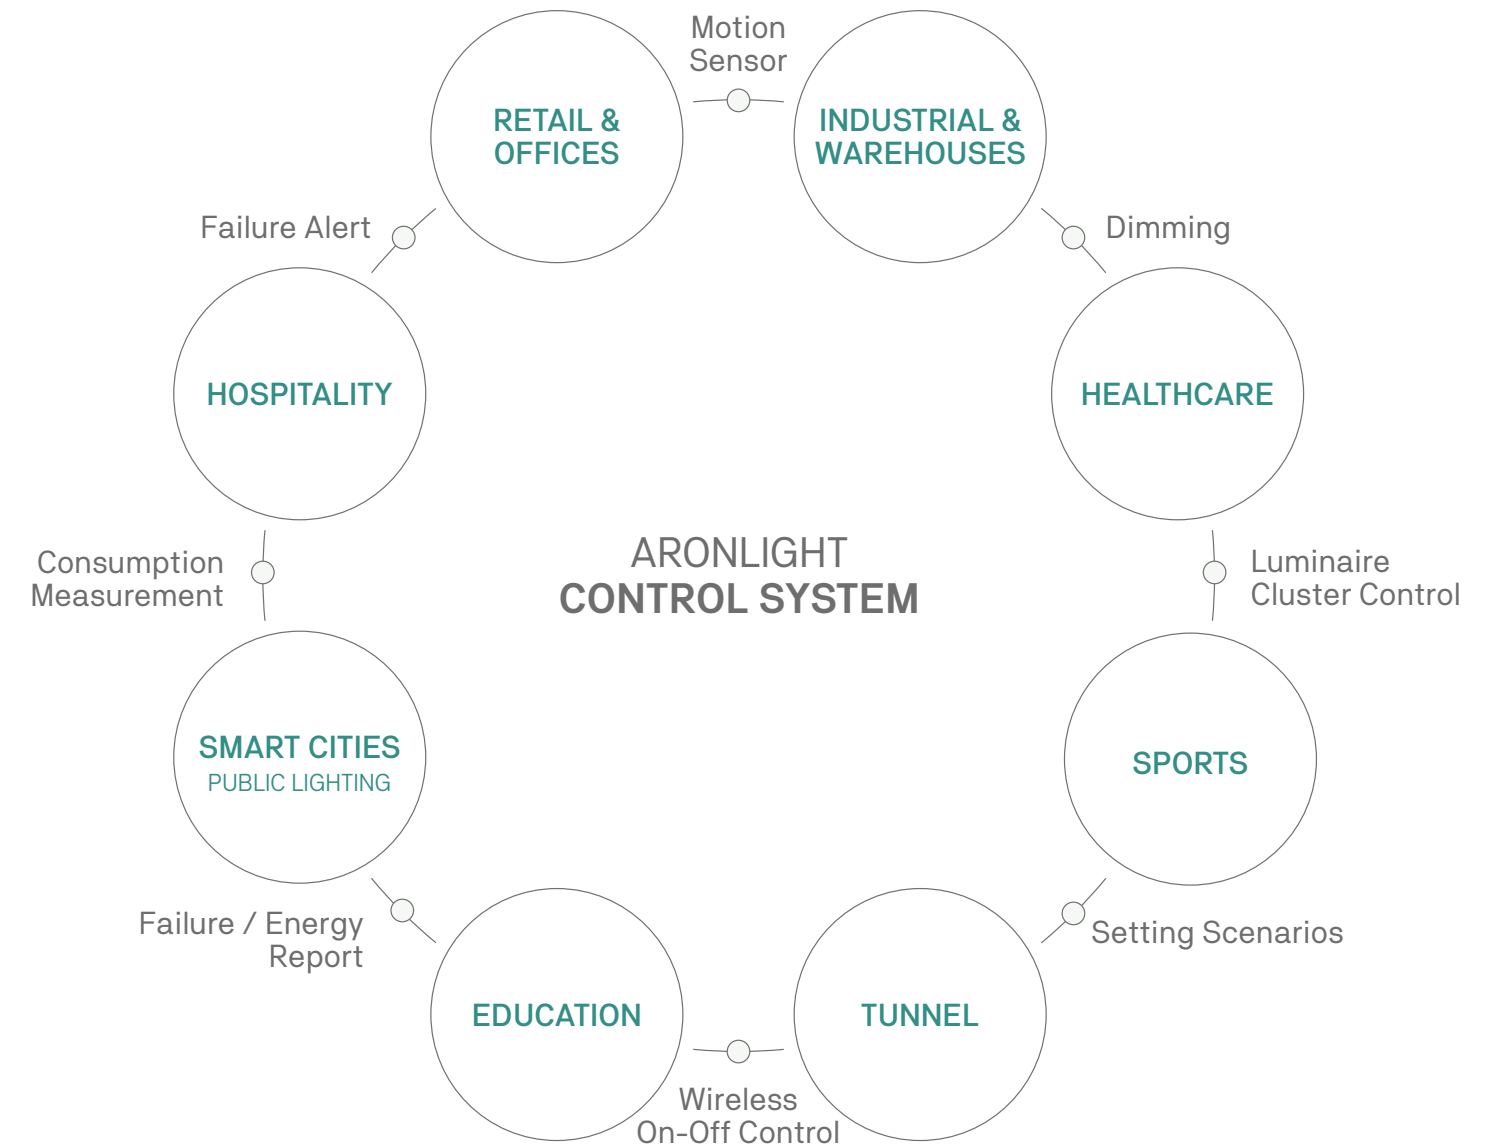 Motion
Sensor
RETAIL &
OFFICES
INDUSTRIAL &
WAREHOUSES
Failure Alert
Dimming
HOSPITALITY
HEALTHCARE
ARONLIGHT
CONTROL SYSTEM
Consumption
Measurement
Luminaire
Cluster Control
SMART CITIES
PUBLIC LIGHTING
SPORTS
Failure / Energy
Report
Setting Scenarios
EDUCATION
TUNNEL
Wireless
On-Off Control